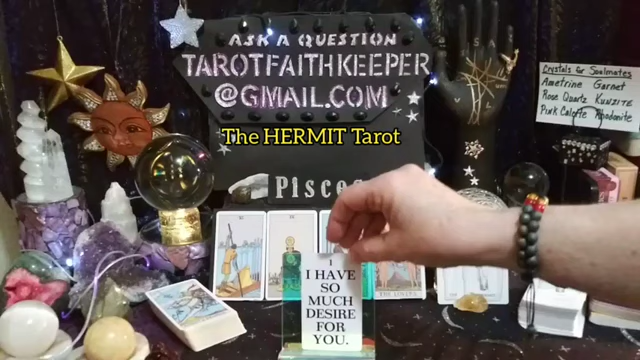 ASK A QUESTION
TAROTFAITHKEEPER
@GMAIL.COM
The HERMIT Tarot
Pisces
Crystals for Soulmates
Ametrine Garnet
Rose Quartz Kunzite
Pink Calcite Rhodonite
THE LOVERS
1
I HAVE
SO
MUCH
DESIRE
FOR
YOU.